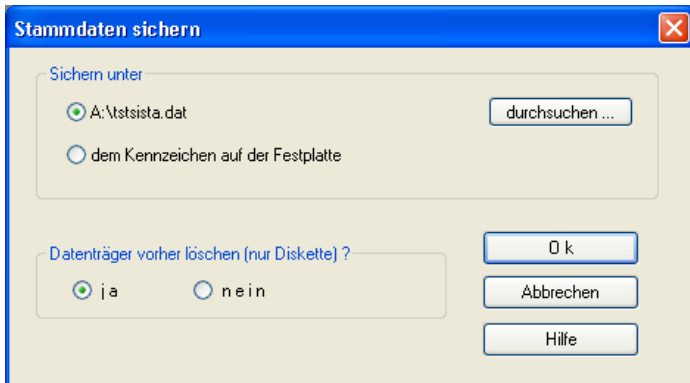 Stammdaten sichern
Sichern unter
A:\tstsista.dat
durchsuchen ...
dem Kennzeichen auf der Festplatte
Datenträger vorher löschen (nur Diskette) ?
j a
n e i n
O k
Abbrechen
Hilfe